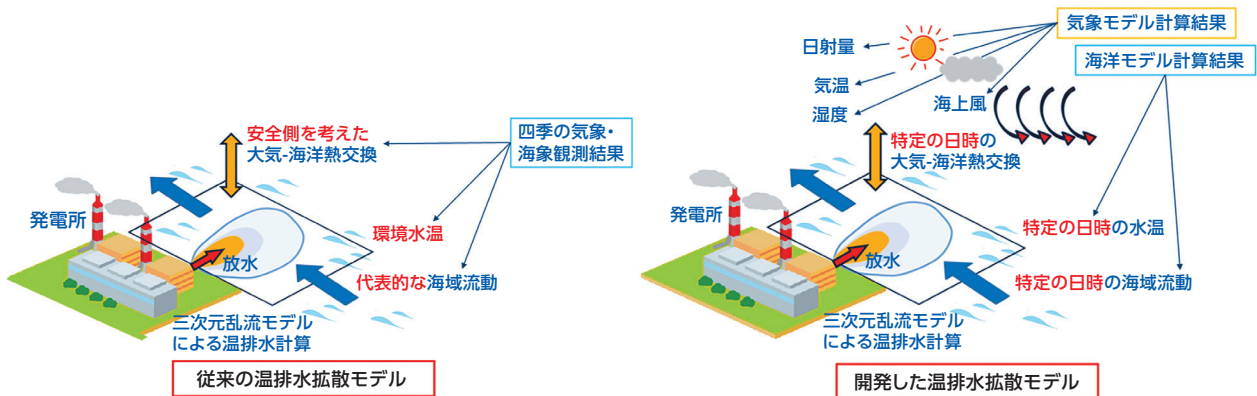 安全側を考えた
大気-海洋熱交換
四季の気象・
海象観測結果
発電所
環境水温
放水
代表的な海域流動
三次元乱流モデル
による温排水計算
従来の温排水拡散モデル
気象モデル計算結果
海洋モデル計算結果
日射量
気温
湿度
海上風
特定の日時の
大気-海洋熱交換
発電所
特定の日時の水温
放水
特定の日時の海域流動
三次元乱流モデル
による温排水計算
開発した温排水拡散モデル